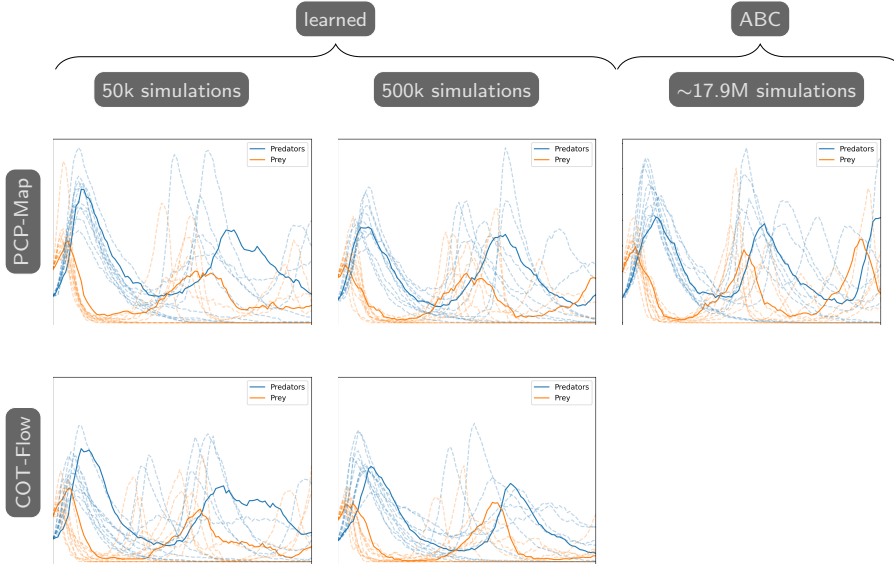 learned
ABC
50k simulations
500k simulations
~17.9M simulations
PCP-Map
Predators
Prey
Predators
Prey
Predators
Prey
COT-Flow
Predators
Prey
Predators
Prey